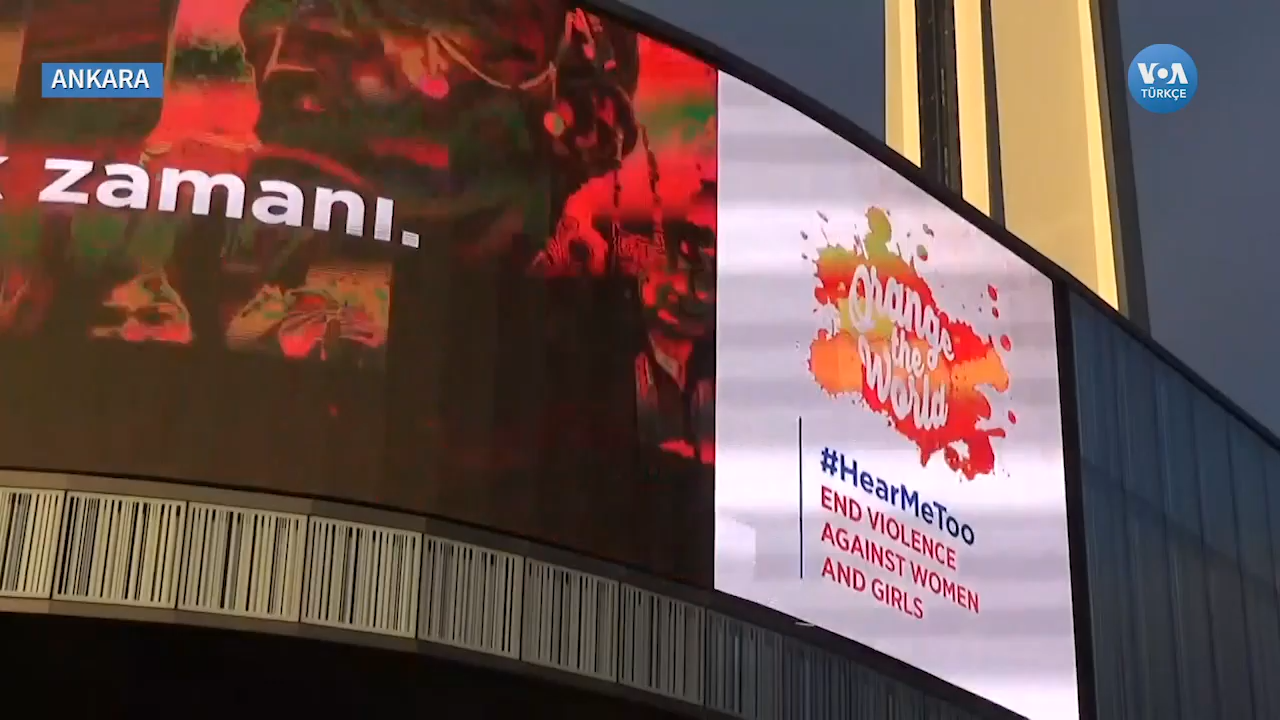 ANKARA
VOA
TÜRKÇE
zamanı.
Orange
the
World
#HearMeToo
END VIOLENCE
AGAINST WOMEN
AND GIRLS